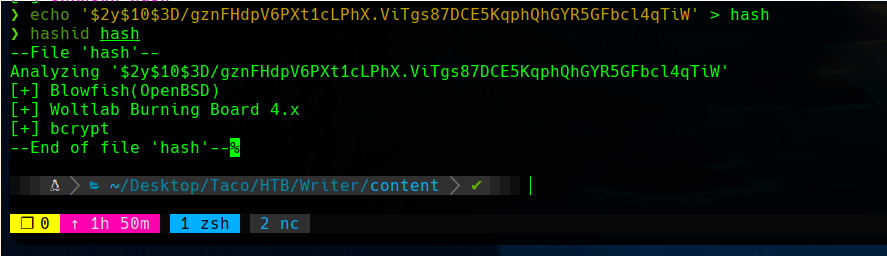 ❯ echo '$2y$10$3D/gznFHdpV6PXt1cLPhX.ViTgs87DCE5KqphQhGYR5GFbcl4qTiW' > hash
❯ hashid hash
--File 'hash'--
Analyzing '$2y$10$3D/gznFHdpV6PXt1cLPhX.ViTgs87DCE5KqphQhGYR5GFbcl4qTiW'
[+] Blowfish(OpenBSD)
[+] Woltlab Burning Board 4.x
[+] bcrypt
--End of file 'hash'--%
~/Desktop/Taco/HTB/Writer/content ✔
❐ 0 ↑ 1h 50m 1 zsh 2 nc